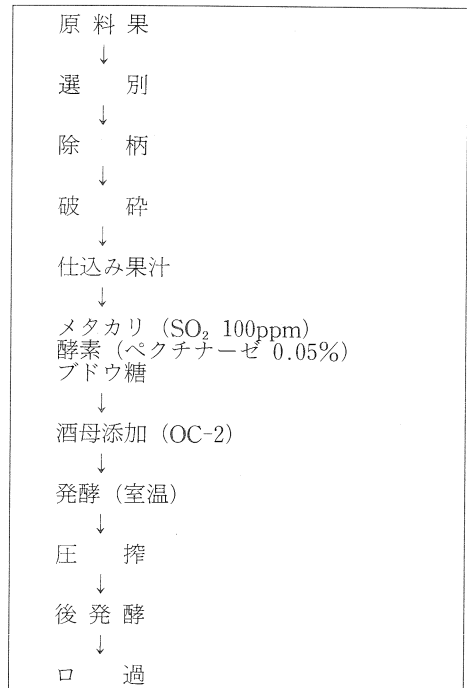 原料果
↓
選別
↓
除柄
↓
破砕
↓
仕込み果汁
↓
メタカリ (SO₂ 100ppm)
酵素 (ペクチナーゼ 0.05%)
ブドウ糖
↓
酒母添加 (OC-2)
↓
発酵 (室温)
↓
圧搾
↓
後発酵
↓
ロ過